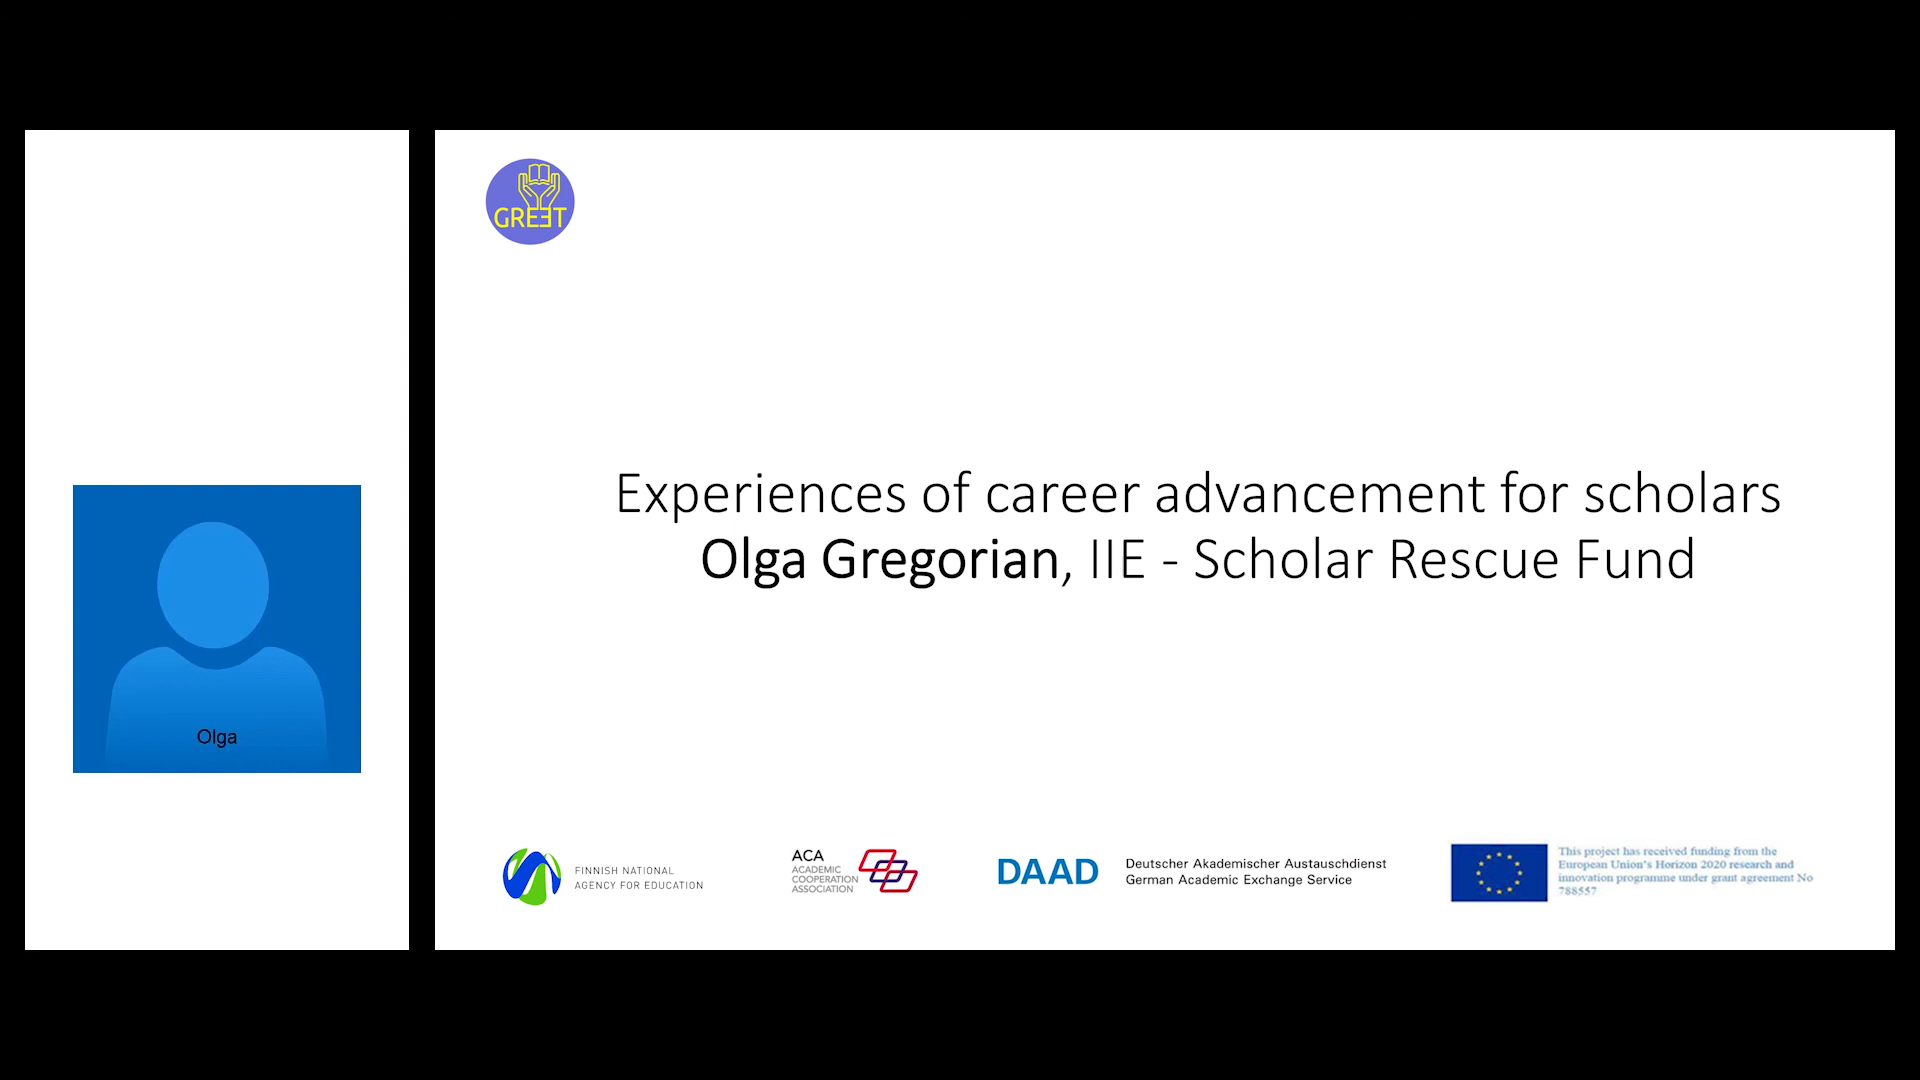 GREƎT
Experiences of career advancement for scholars
Olga Gregorian, IIE - Scholar Rescue Fund
Olga
FINNISH NATIONAL
AGENCY FOR EDUCATION
ACA
ACADEMIC
COOPERATION
ASSOCIATION
DAAD
Deutscher Akademischer Austauschdienst
German Academic Exchange Service
This project has received funding from the
European Union's Horizon 2020 research and
innovation programme under grant agreement No
788557